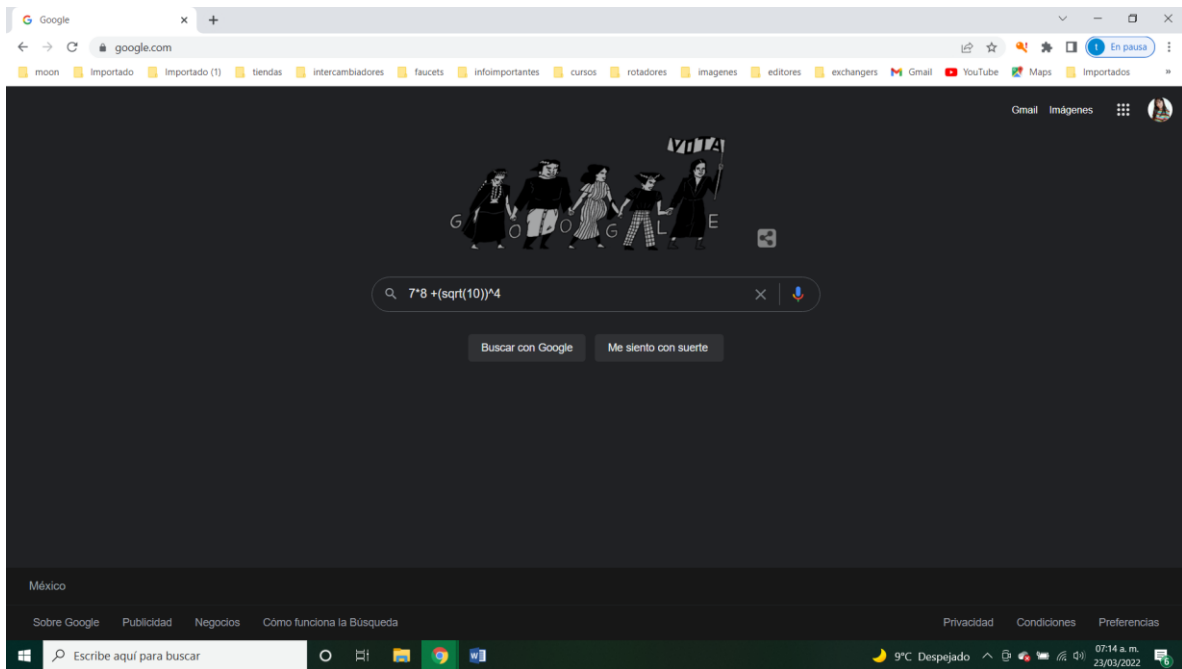 Google
google.com
En pausa
moon Importado Importado (1) tiendas intercambiadores faucets infoimportantes cursos rotadores imagenes editores exchangers Gmail YouTube Maps Importados »
Gmail Imágenes
VOTA
G O O G L E
7*8 +(sqrt(10))^4
Buscar con Google Me siento con suerte
México
Sobre Google Publicidad Negocios Cómo funciona la Búsqueda Privacidad Condiciones Preferencias
Escribe aquí para buscar
9°C Despejado
07:14 a. m.
23/03/2022
6